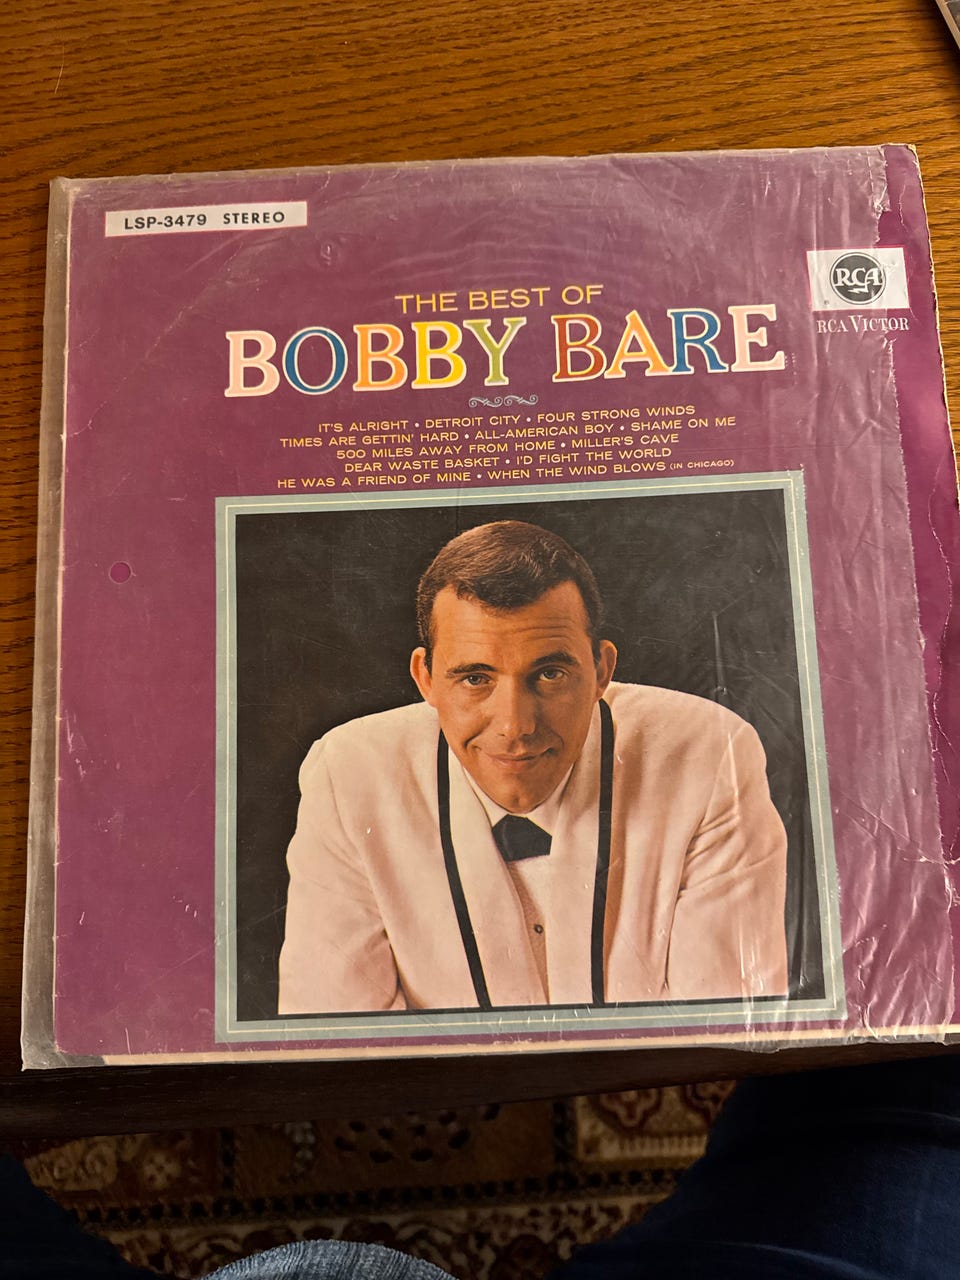 LSP-3479 STEREO
RCA
RCA VICTOR
THE BEST OF
BOBBY BARE
IT'S ALRIGHT • DETROIT CITY • FOUR STRONG WINDS
TIMES ARE GETTIN' HARD • ALL-AMERICAN BOY • SHAME ON ME
500 MILES AWAY FROM HOME • MILLER'S CAVE
DEAR WASTE BASKET • I'D FIGHT THE WORLD
HE WAS A FRIEND OF MINE • WHEN THE WIND BLOWS (IN CHICAGO)